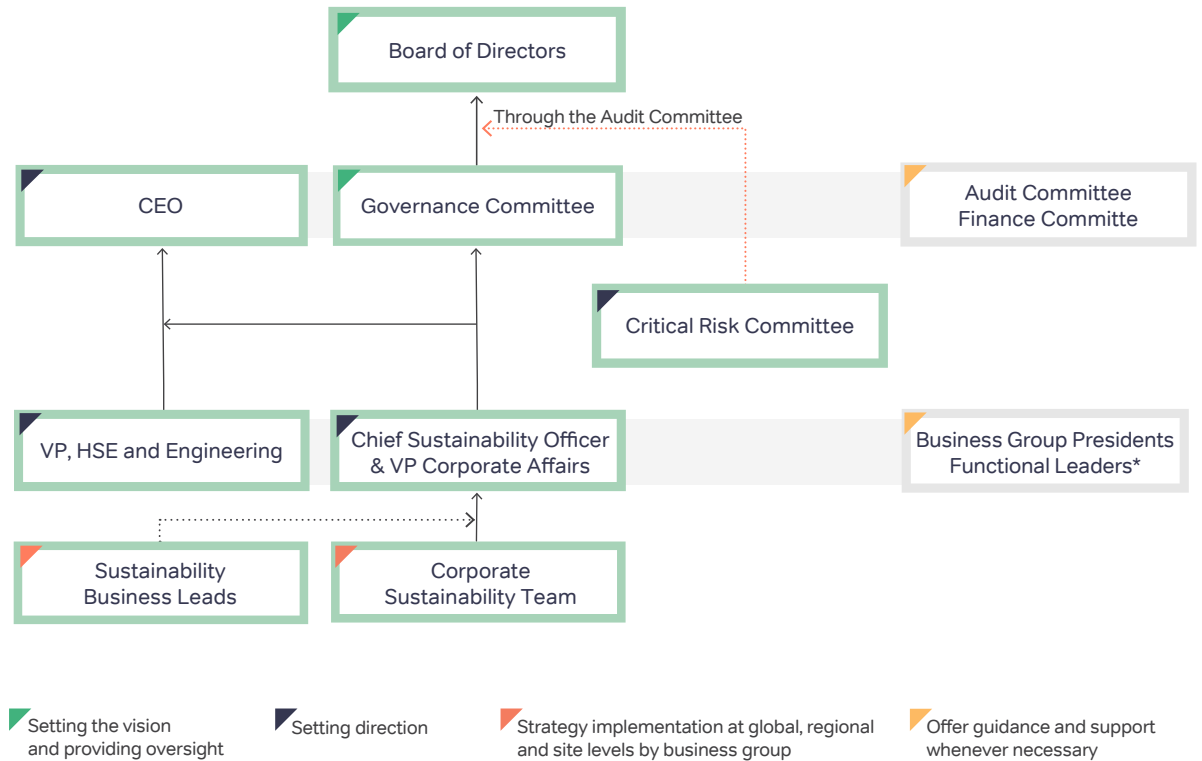 Board of Directors
Through the Audit Committee
CEO
Governance Committee
Audit Committee
Finance Committe
Critical Risk Committee
VP, HSE and Engineering
Chief Sustainability Officer
& VP Corporate Affairs
Business Group Presidents
Functional Leaders*
Sustainability
Business Leads
Corporate
Sustainability Team
Setting the vision
and providing oversight
Setting direction
Strategy implementation at global, regional
and site levels by business group
Offer guidance and support
whenever necessary